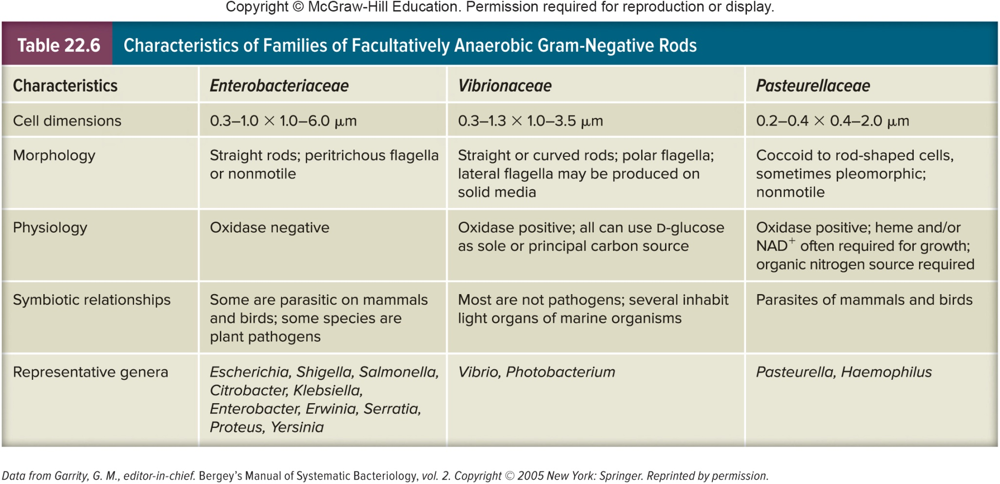 Copyright © McGraw-Hill Education. Permission required for reproduction or display.
Table 22.6 Characteristics of Families of Facultatively Anaerobic Gram-Negative Rods
Characteristics Enterobacteriaceae Vibrionaceae Pasteurellaceae
Cell dimensions 0.3–1.0 × 1.0–6.0 μm 0.3–1.3 × 1.0–3.5 μm 0.2–0.4 × 0.4–2.0 μm
Morphology Straight rods; peritrichous flagella Straight or curved rods; polar flagella; Coccoid to rod-shaped cells,
or nonmotile lateral flagella may be produced on sometimes pleomorphic;
solid media nonmotile
Physiology Oxidase negative Oxidase positive; all can use D-glucose Oxidase positive; heme and/or
as sole or principal carbon source NAD⁺ often required for growth;
organic nitrogen source required
Symbiotic relationships Some are parasitic on mammals Most are not pathogens; several inhabit Parasites of mammals and birds
and birds; some species are light organs of marine organisms
plant pathogens
Representative genera Escherichia, Shigella, Salmonella, Vibrio, Photobacterium Pasteurella, Haemophilus
Citrobacter, Klebsiella,
Enterobacter, Erwinia, Serratia,
Proteus, Yersinia
Data from Garrity, G. M., editor-in-chief. Bergey's Manual of Systematic Bacteriology, vol. 2. Copyright © 2005 New York: Springer. Reprinted by permission.